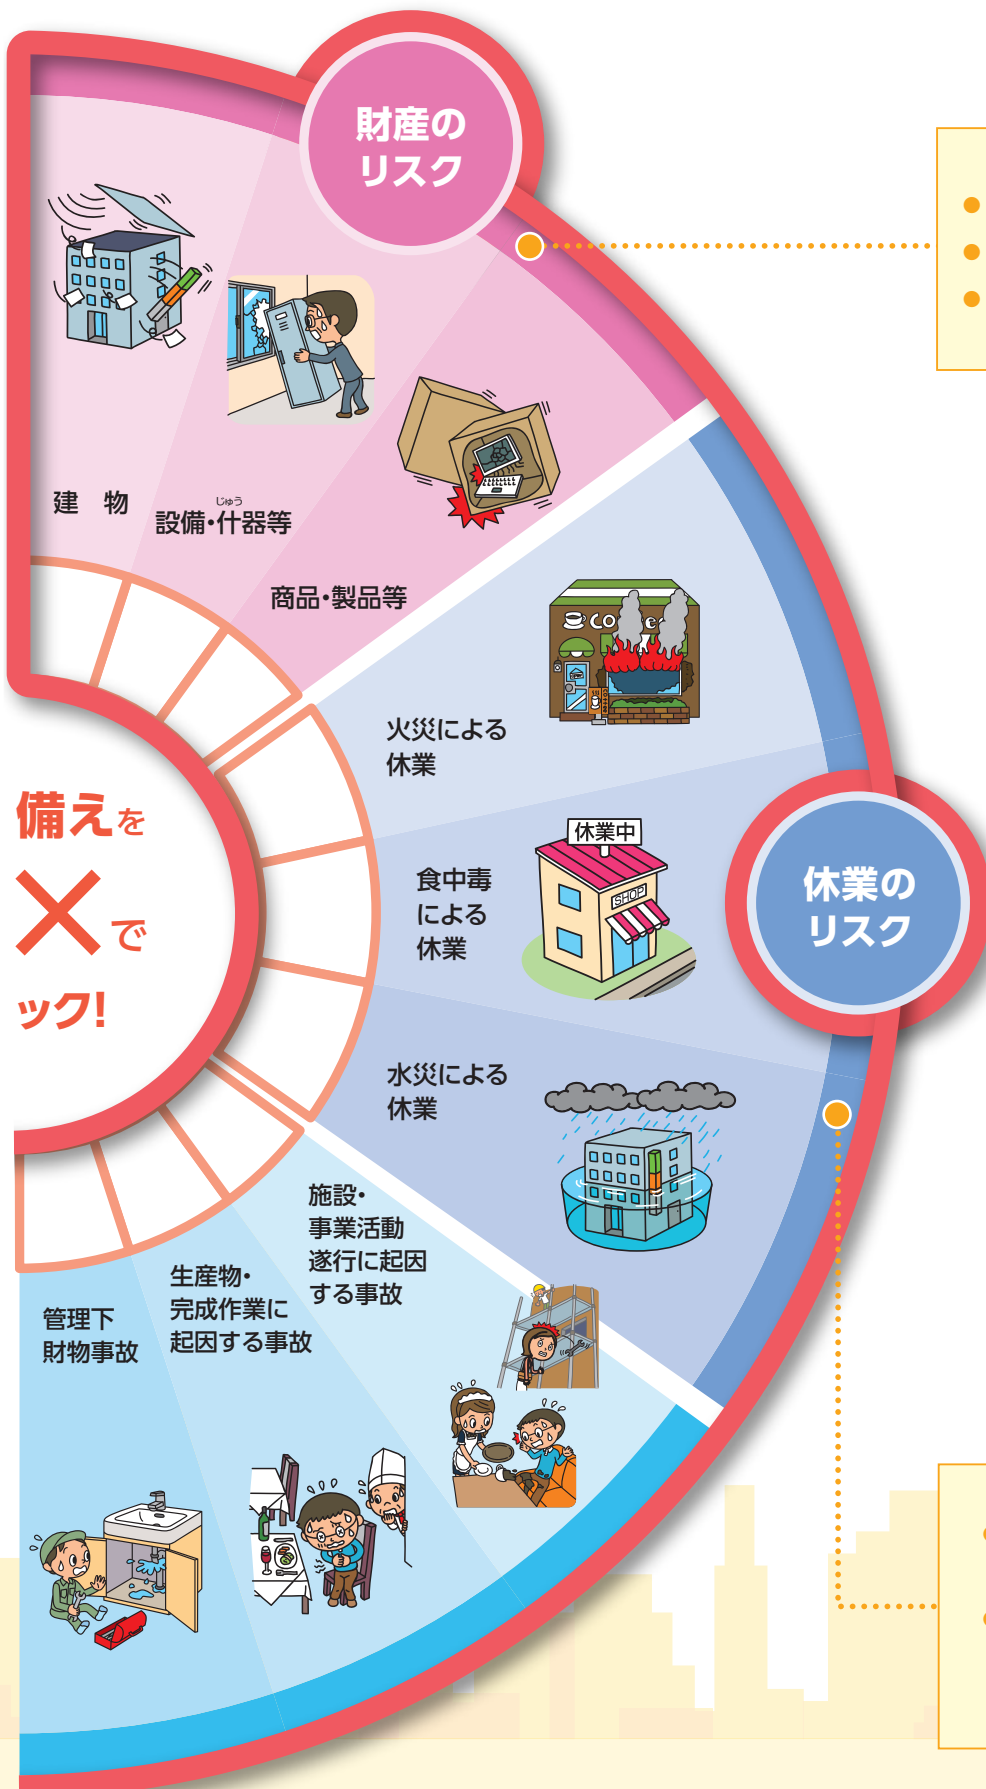 財産の
リスク
建 物
じゅう
設備・什器等
商品・製品等
火災による
休業
休業中
SHOP
食中毒
による
休業
休業の
リスク
備えを
×で
ック!
水災による
休業
施設・
事業活動
遂行に起因
する事故
生産物・
完成作業に
起因する事故
管理下
財物事故